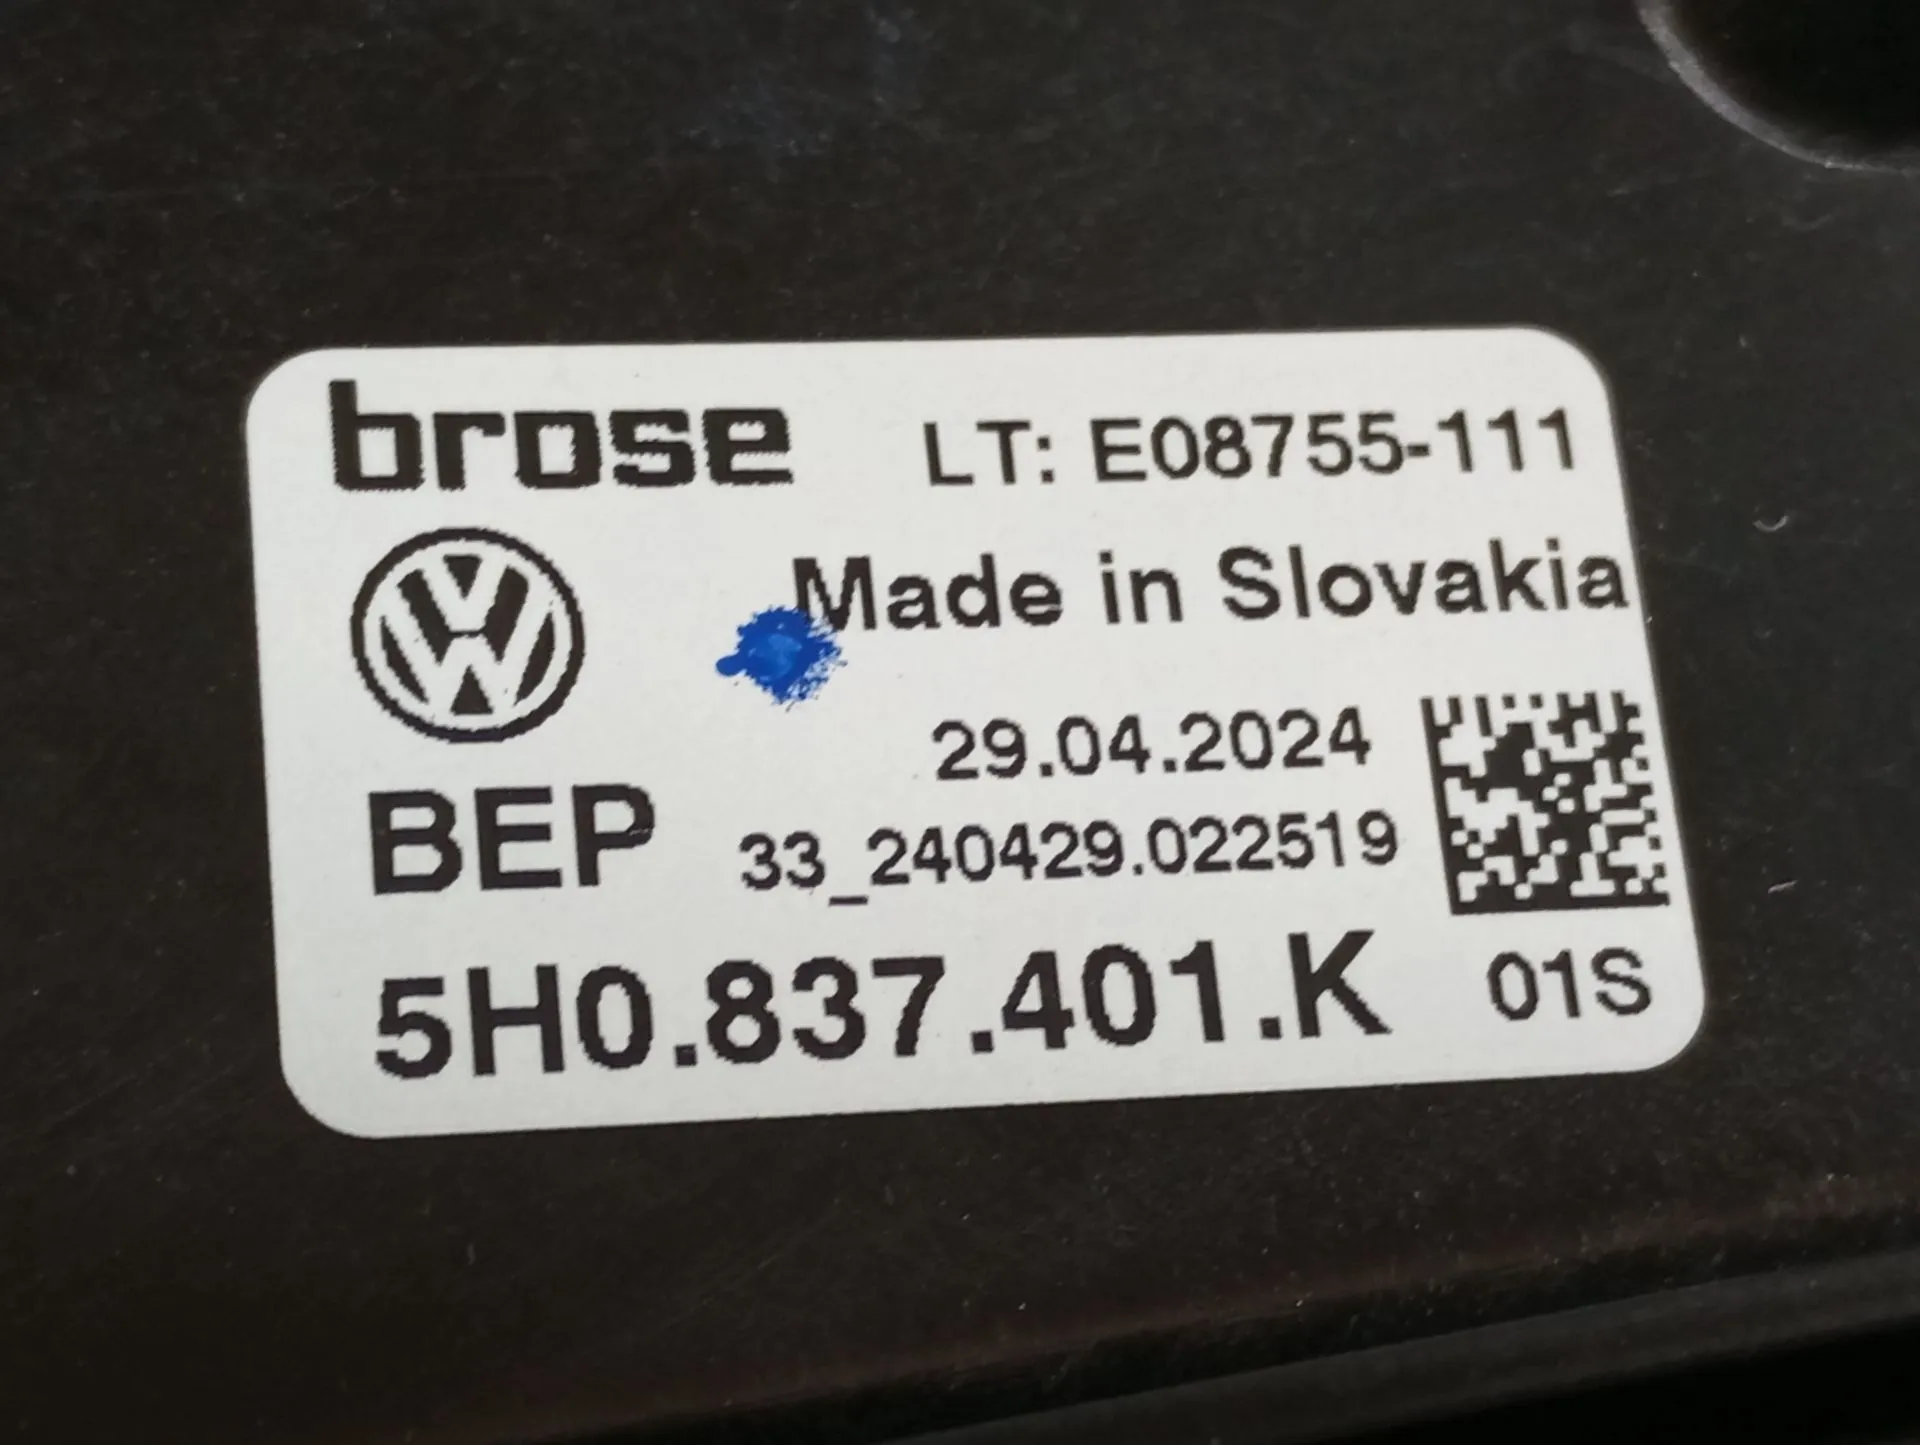 brose LT: E08755-111
Made in Slovakia
29.04.2024
BEP 33_240429.022519
5H0.837.401.K 01S